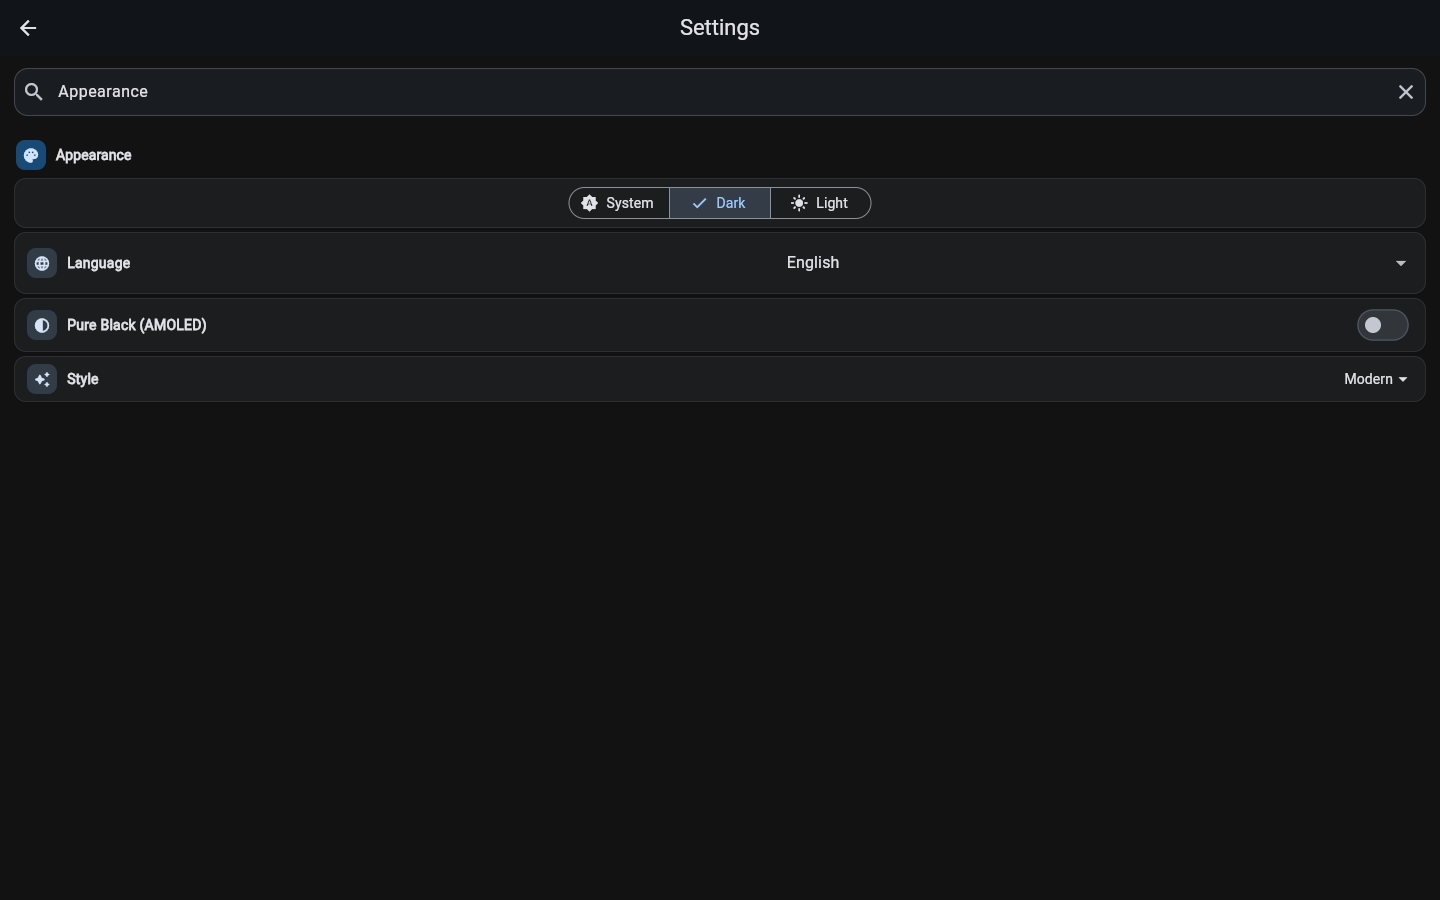 Settings
Appearance
Appearance
System Dark Light
Language English
Pure Black (AMOLED)
Style Modern